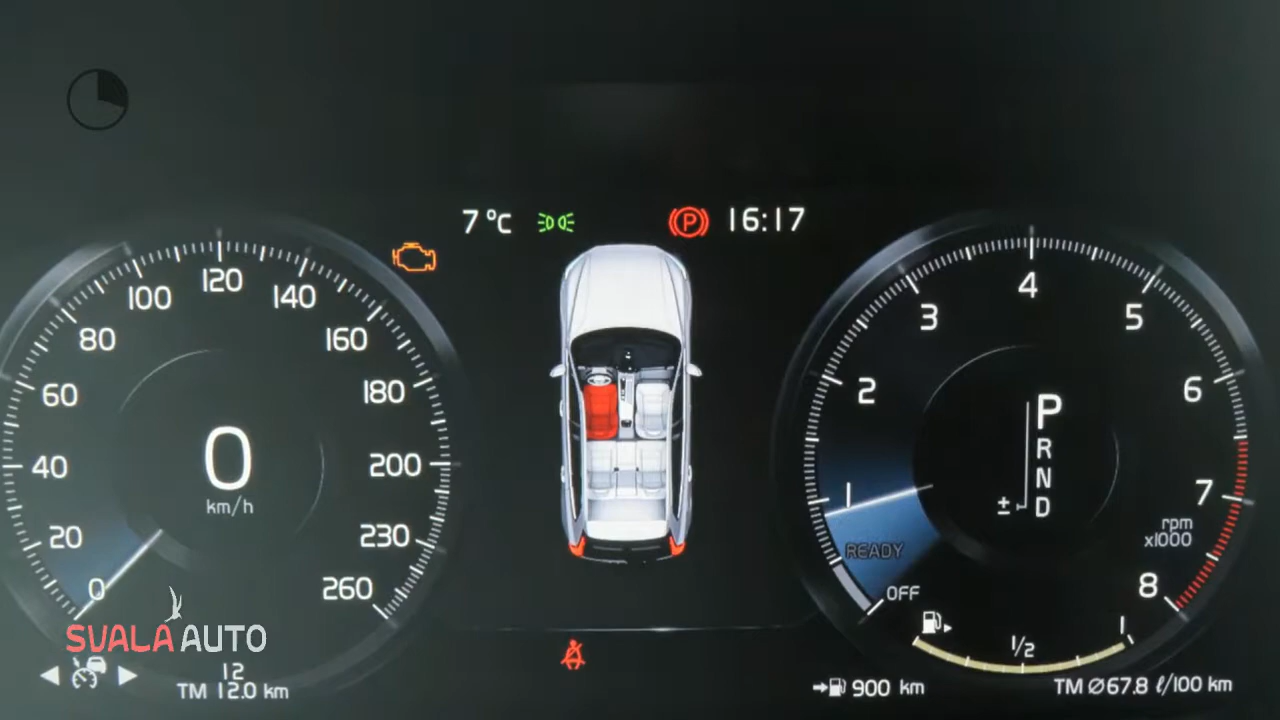 7 °C
16:17
0
20
40
60
80
100
120
140
160
180
200
230
260
0
km/h
1
2
3
4
5
6
7
8
rpm
x1000
READY
OFF
P
R
N
±
D
SVALA AUTO
12
TM 12.0 km
1/2
1
900 km
TM Ø67.8 ℓ/100 km